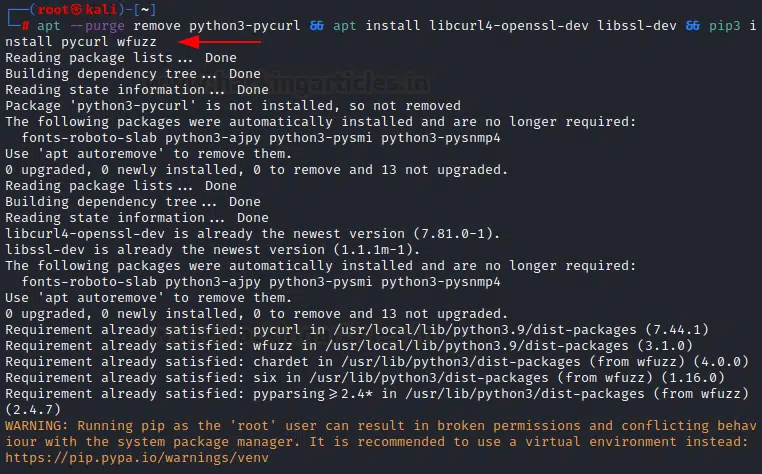 ┌──(root㉿kali)-[~]
└─# apt --purge remove python3-pycurl && apt install libcurl4-openssl-dev libssl-dev && pip3 i
nstall pycurl wfuzz
Reading package lists... Done
Building dependency tree... Done
Reading state information... Done
Package 'python3-pycurl' is not installed, so not removed
The following packages were automatically installed and are no longer required:
  fonts-roboto-slab python3-ajpy python3-pysmi python3-pysnmp4
Use 'apt autoremove' to remove them.
0 upgraded, 0 newly installed, 0 to remove and 13 not upgraded.
Reading package lists... Done
Building dependency tree... Done
Reading state information... Done
libcurl4-openssl-dev is already the newest version (7.81.0-1).
libssl-dev is already the newest version (1.1.1m-1).
The following packages were automatically installed and are no longer required:
  fonts-roboto-slab python3-ajpy python3-pysmi python3-pysnmp4
Use 'apt autoremove' to remove them.
0 upgraded, 0 newly installed, 0 to remove and 13 not upgraded.
Requirement already satisfied: pycurl in /usr/local/lib/python3.9/dist-packages (7.44.1)
Requirement already satisfied: wfuzz in /usr/local/lib/python3.9/dist-packages (3.1.0)
Requirement already satisfied: chardet in /usr/lib/python3/dist-packages (from wfuzz) (4.0.0)
Requirement already satisfied: six in /usr/lib/python3/dist-packages (from wfuzz) (1.16.0)
Requirement already satisfied: pyparsing>=2.4* in /usr/lib/python3/dist-packages (from wfuzz)
(2.4.7)
WARNING: Running pip as the 'root' user can result in broken permissions and conflicting behav
iour with the system package manager. It is recommended to use a virtual environment instead:
https://pip.pypa.io/warnings/venv